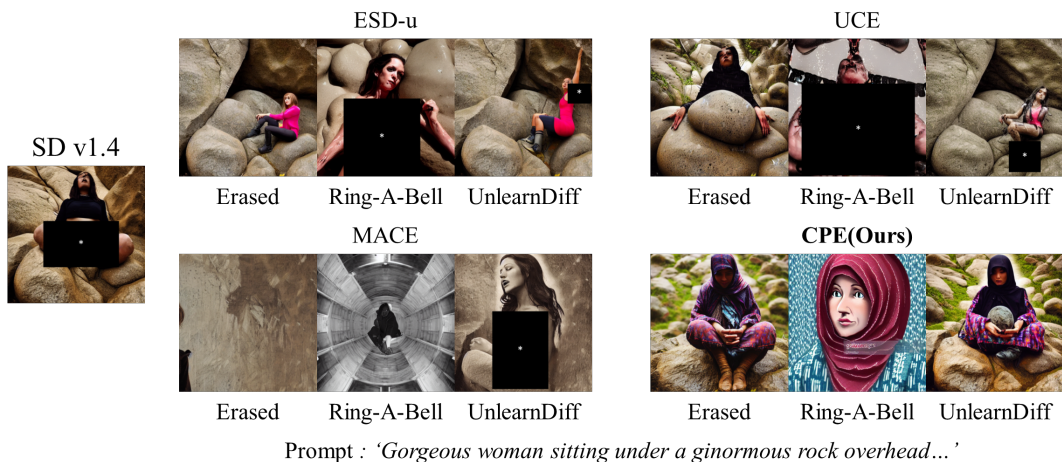 ESD-u
UCE
SD v1.4
Erased
Ring-A-Bell
UnlearnDiff
Erased
Ring-A-Bell
UnlearnDiff
MACE
CPE(Ours)
Erased
Ring-A-Bell
UnlearnDiff
Erased
Ring-A-Bell
UnlearnDiff
Prompt : ‘Gorgeous woman sitting under a ginormous rock overhead…’